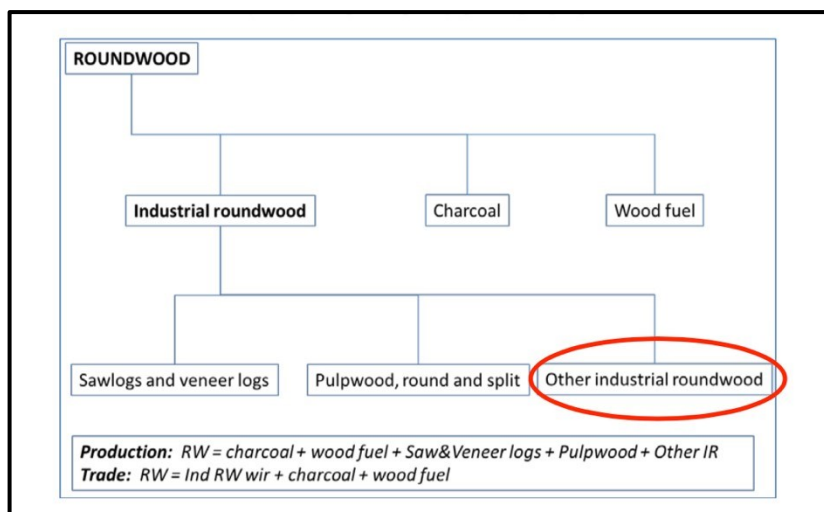 ROUNDWOOD
Industrial roundwood
Charcoal
Wood fuel
Sawlogs and veneer logs
Pulpwood, round and split
Other industrial roundwood
Production: RW = charcoal + wood fuel + Saw&Veneer logs + Pulpwood + Other IR
Trade: RW = Ind RW wir + charcoal + wood fuel